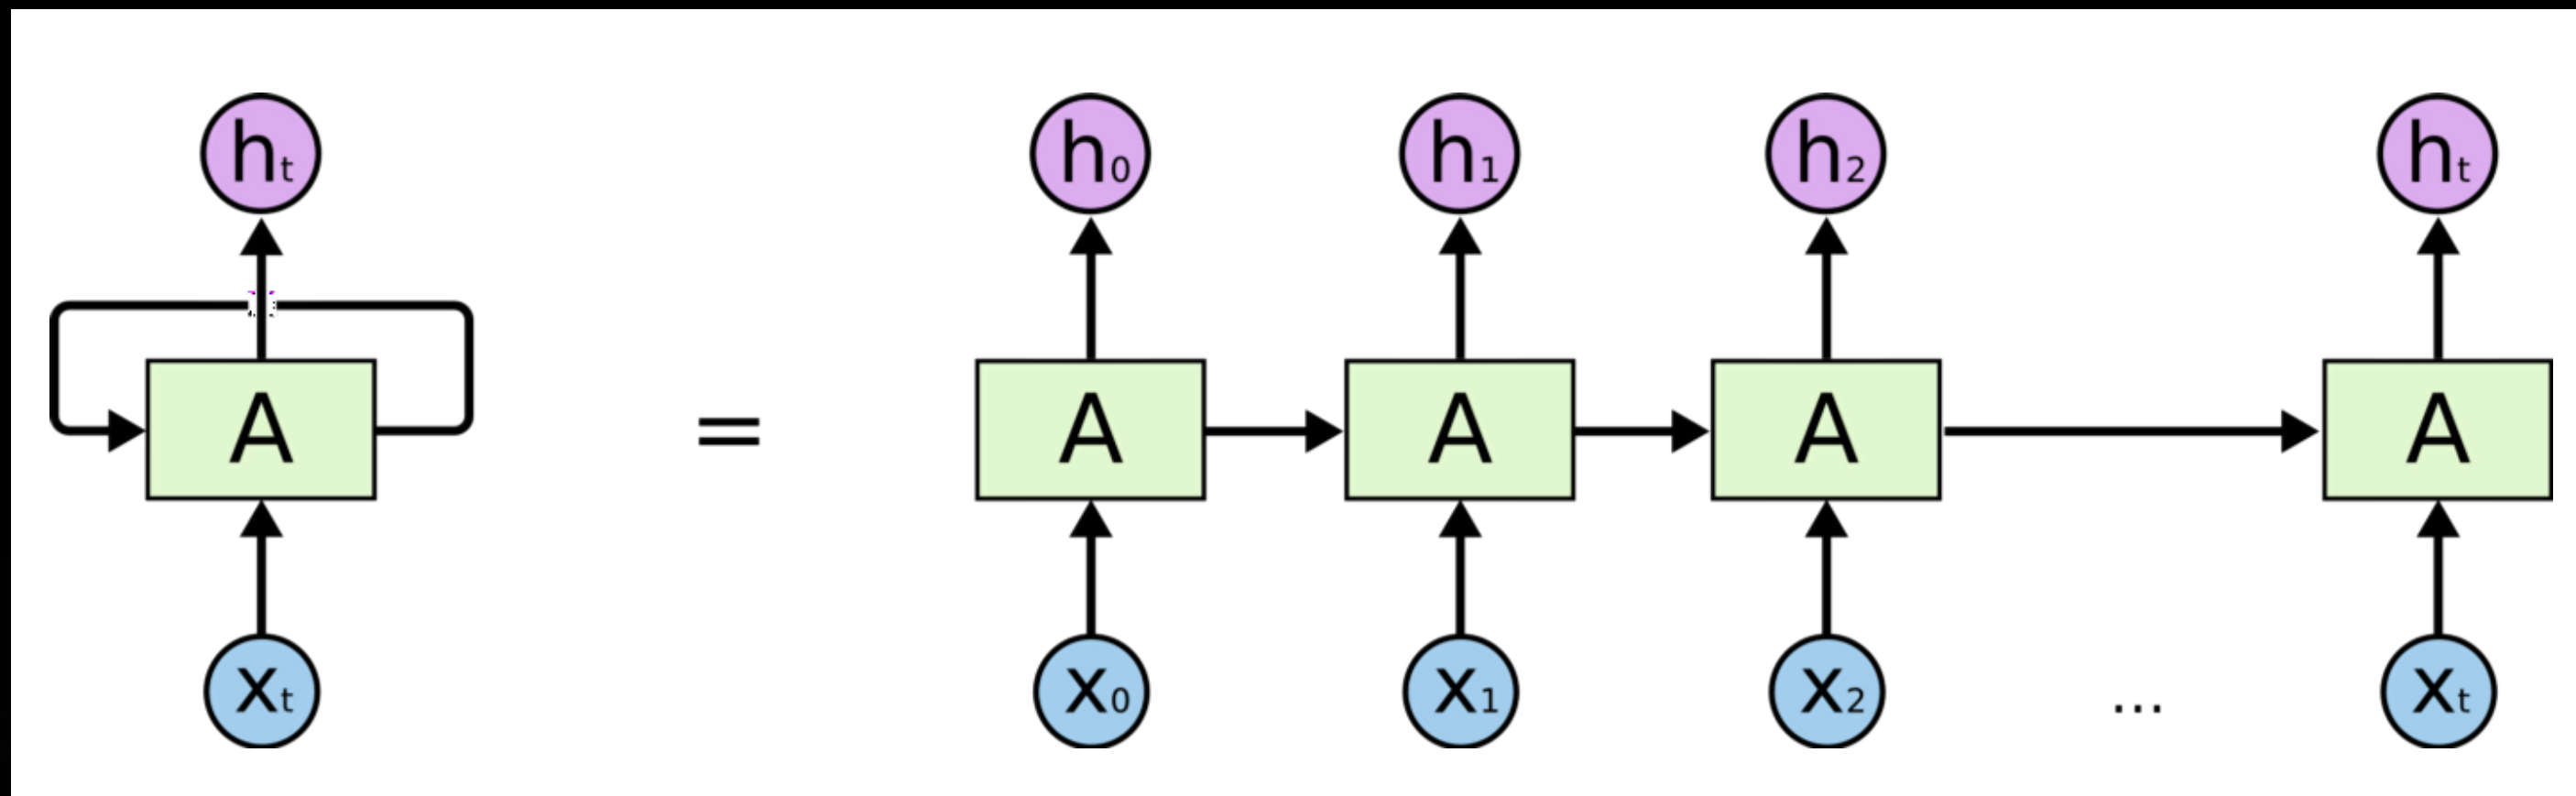 ht h0 h1 h2 ht
A = A A A A
xt x0 x1 x2 ... xt